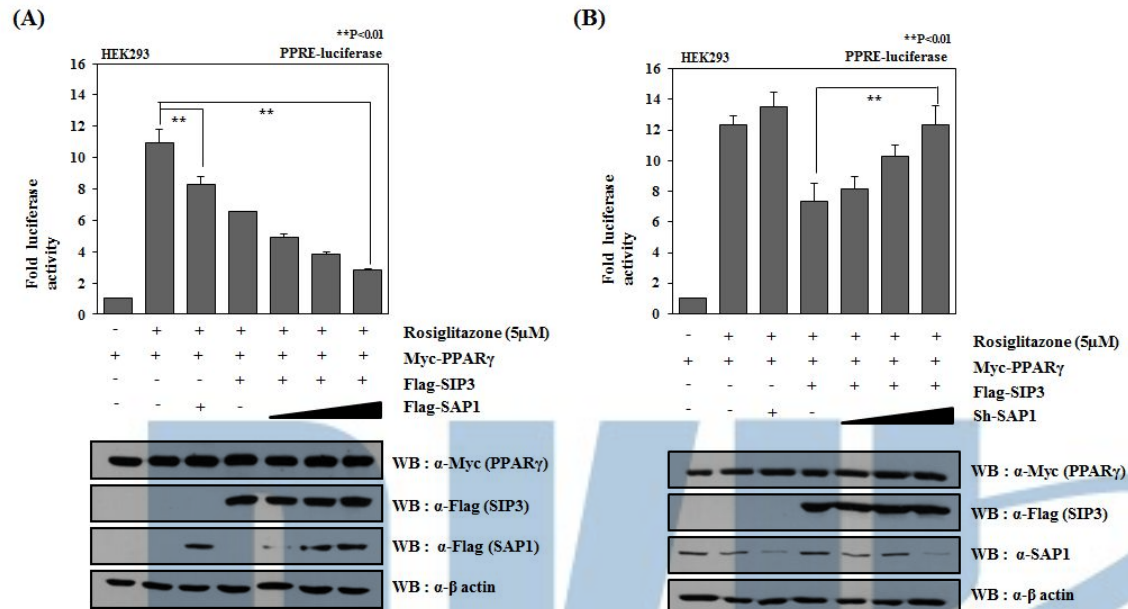 (A)
**P<0.01
HEK293 PPRE-luciferase
16
14
12
10
8
6
4
2
0
Fold luciferase
activity
**
**
- + + + + + + Rosiglitazone (5μM)
+ + + + + + + Myc-PPARγ
- - - + + + + Flag-SIP3
- - + - Flag-SAP1
WB : α-Myc (PPARγ)
WB : α-Flag (SIP3)
WB : α-Flag (SAP1)
WB : α-β actin
(B)
**P<0.01
HEK293 PPRE-luciferase
16
14
12
10
8
6
4
2
0
Fold luciferase
activity
**
- + + + + + + Rosiglitazone (5μM)
+ + + + + + + Myc-PPARγ
- - - + + + + Flag-SIP3
- - + - Sh-SAP1
WB : α-Myc (PPARγ)
WB : α-Flag (SIP3)
WB : α-SAP1
WB : α-β actin